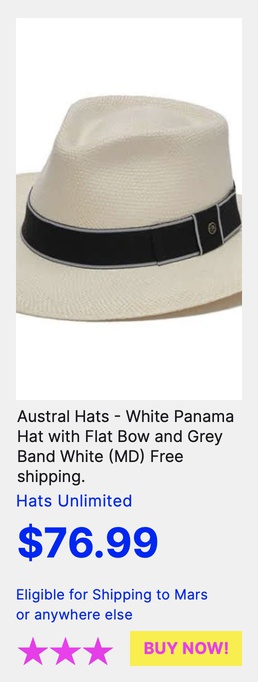 Austral Hats - White Panama
Hat with Flat Bow and Grey
Band White (MD) Free
shipping.
Hats Unlimited
$76.99
Eligible for Shipping to Mars
or anywhere else
BUY NOW!